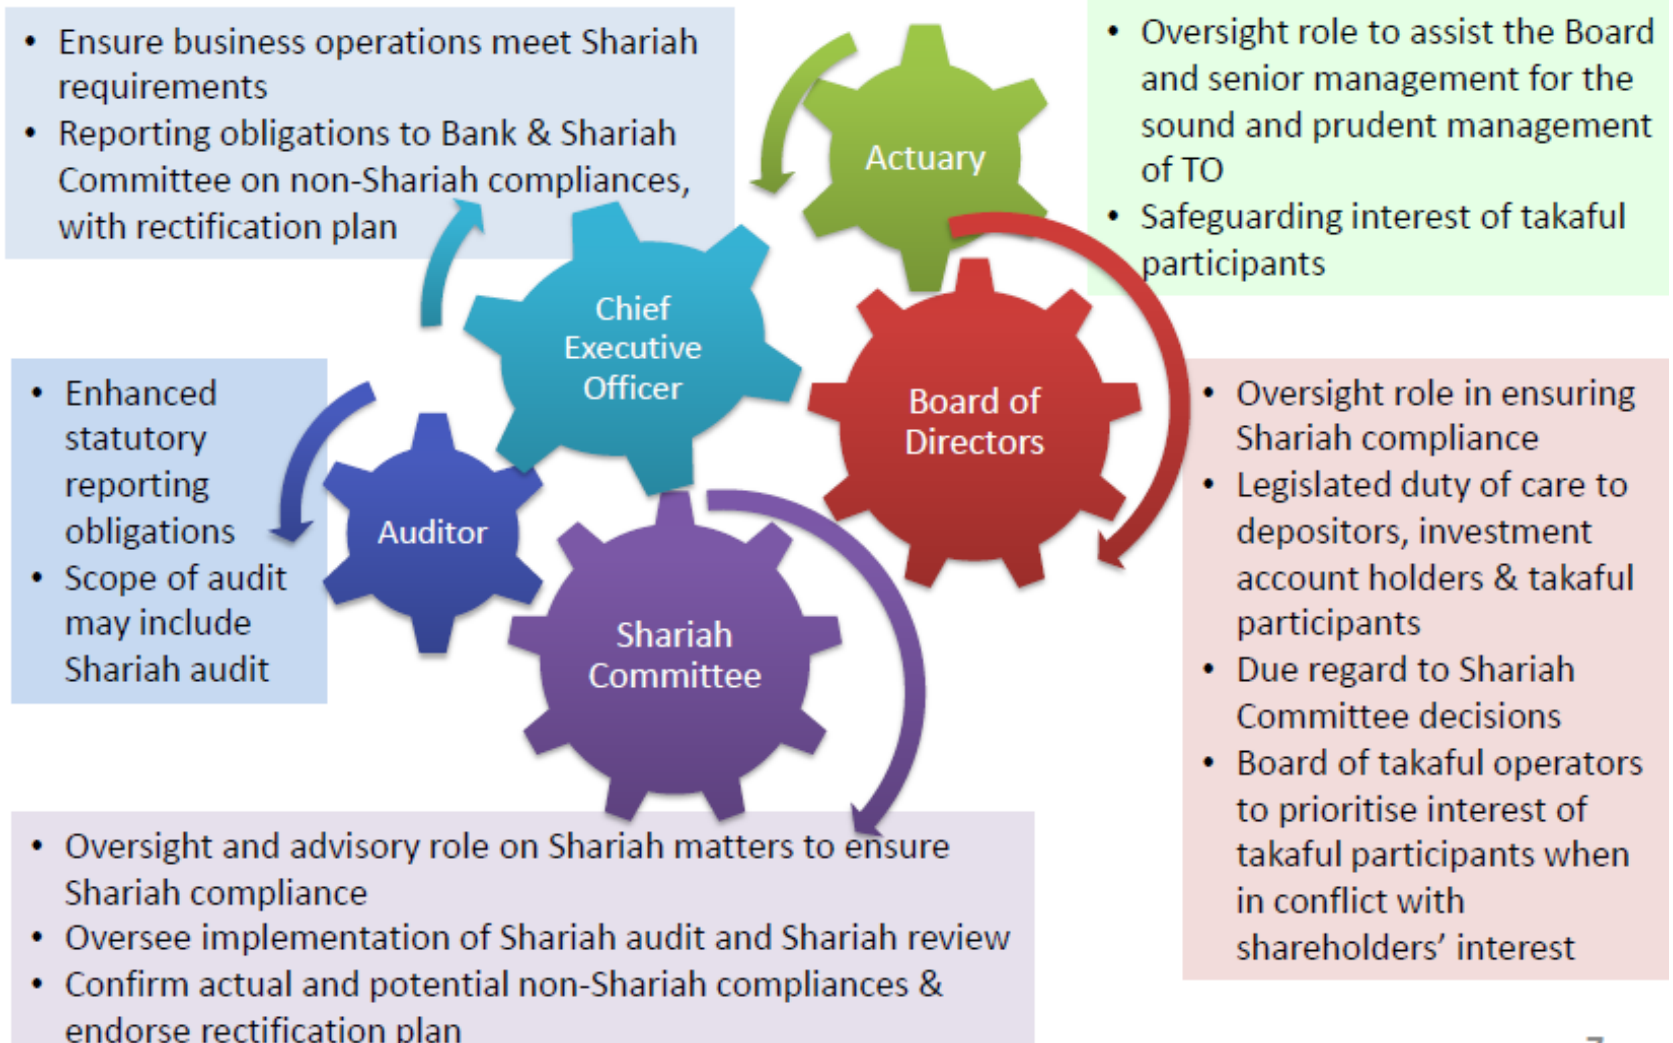 • Ensure business operations meet Shariah
requirements
• Reporting obligations to Bank & Shariah
Committee on non-Shariah compliances,
with rectification plan
Actuary
• Oversight role to assist the Board
and senior management for the
sound and prudent management
of TO
• Safeguarding interest of takaful
participants
Chief
Executive
Officer
Board of
Directors
• Enhanced
statutory
reporting
obligations
• Scope of audit
may include
Shariah audit
Auditor
Shariah
Committee
• Oversight role in ensuring
Shariah compliance
• Legislated duty of care to
depositors, investment
account holders & takaful
participants
• Due regard to Shariah
Committee decisions
• Board of takaful operators
to prioritise interest of
takaful participants when
in conflict with
shareholders’ interest
• Oversight and advisory role on Shariah matters to ensure
Shariah compliance
• Oversee implementation of Shariah audit and Shariah review
• Confirm actual and potential non-Shariah compliances &
endorse rectification plan